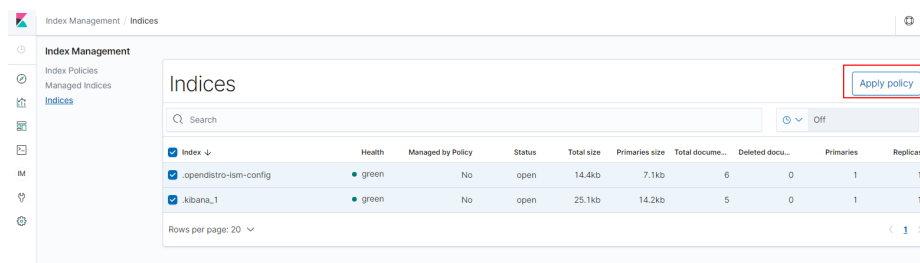 Index Management / Indices
Index Management
Index Policies
Managed Indices
Indices
Indices
Apply policy
Search
Off
Index ↓ Health Managed by Policy Status Total size Primaries size Total docume... Deleted docu... Primaries Replicas
.opendistro-ism-config green No open 14.4kb 7.1kb 6 0 1 1
.kibana_1 green No open 25.1kb 14.2kb 5 0 1 1
Rows per page: 20
< 1 >
IM